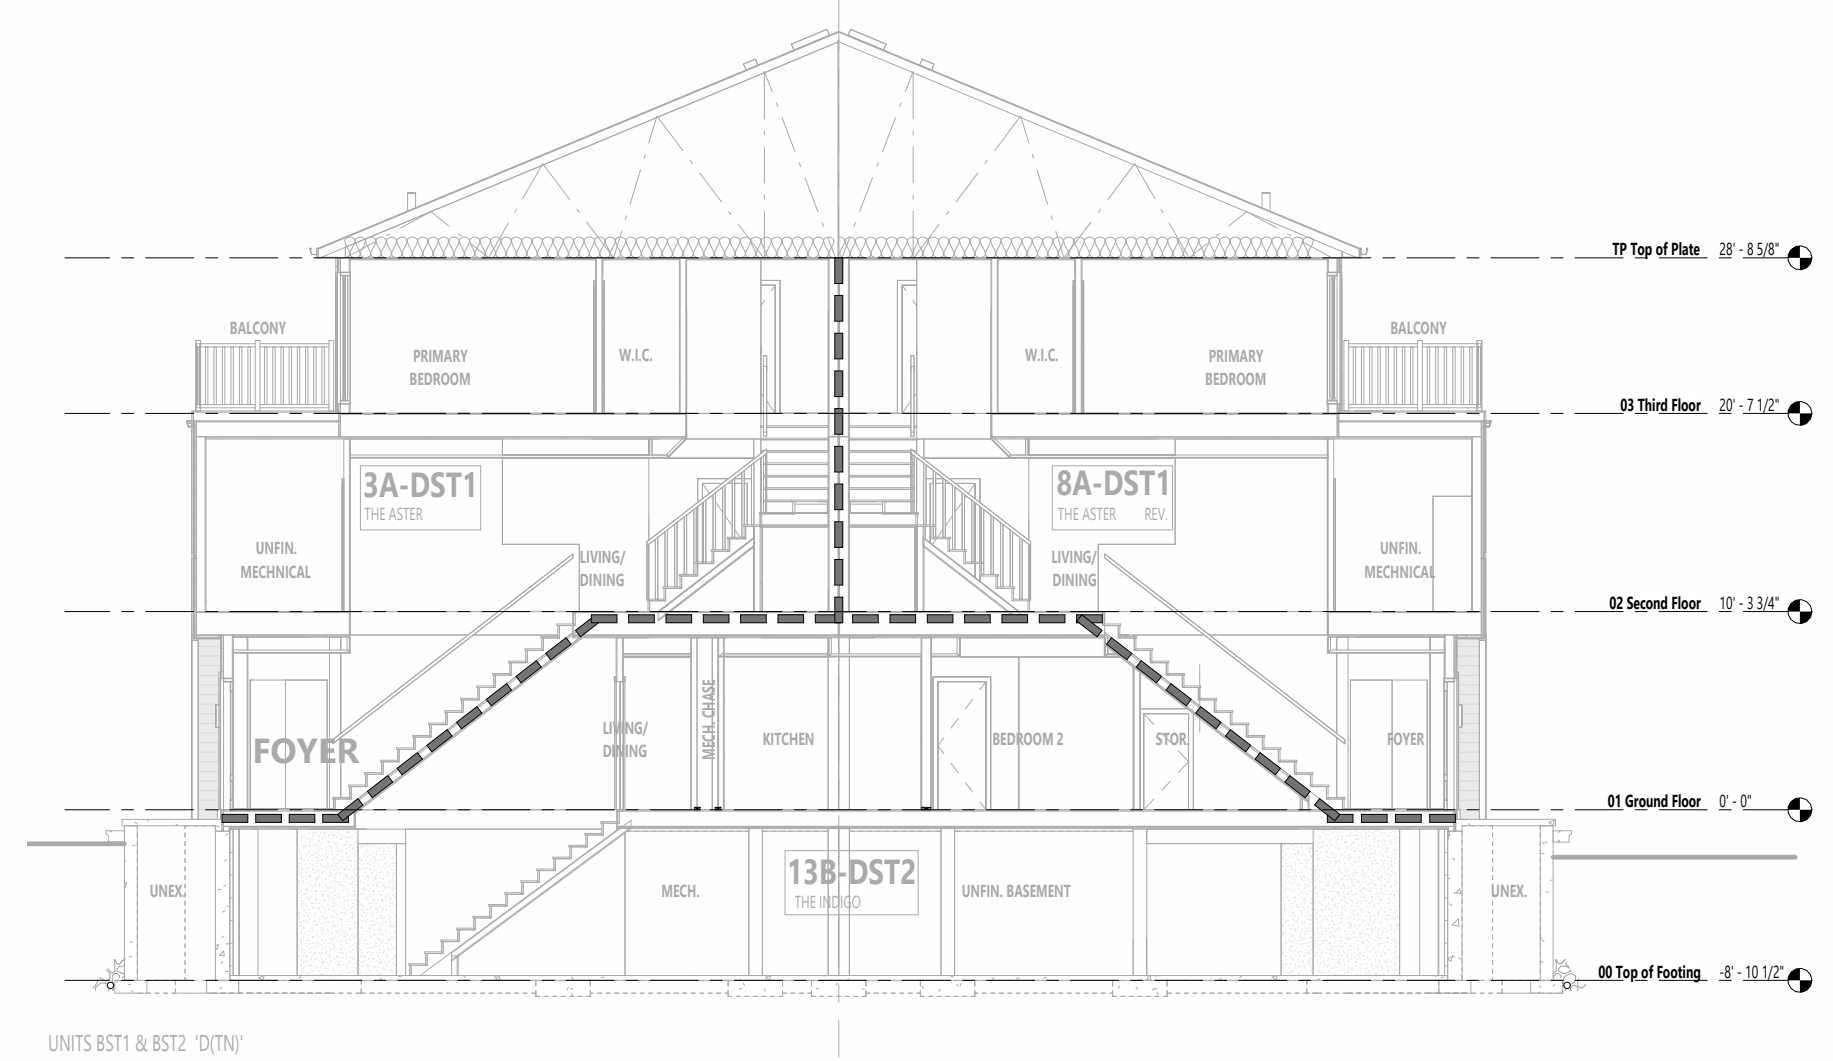 TP Top of Plate 28' - 8 5/8"
BALCONY
BALCONY
PRIMARY
BEDROOM
W.I.C.
W.I.C.
PRIMARY
BEDROOM
03 Third Floor 20' - 7 1/2"
3A-DST1
THE ASTER
8A-DST1
THE ASTER REV.
UNFIN.
MECHNICAL
LIVING/
DINING
LIVING/
DINING
UNFIN.
MECHNICAL
02 Second Floor 10' - 3 3/4"
FOYER
LIVING/
DINING
MECH. CHASE
KITCHEN
BEDROOM 2
STOR.
FOYER
01 Ground Floor 0' - 0"
UNEX.
MECH.
13B-DST2
THE INDIGO
UNFIN. BASEMENT
UNEX.
00 Top of Footing -8' - 10 1/2"
UNITS BST1 & BST2 'D(TN)'